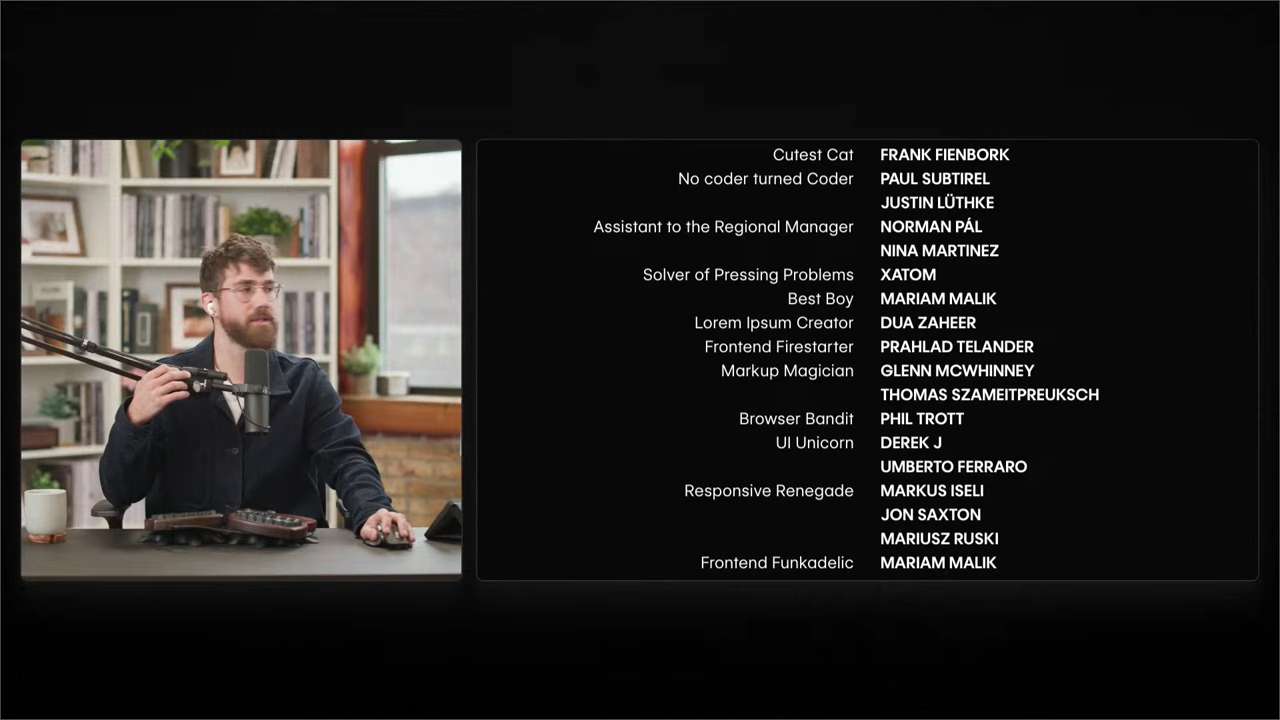 Cutest Cat FRANK FIENBORK
No coder turned Coder PAUL SUBTIREL
JUSTIN LÜTHKE
Assistant to the Regional Manager NORMAN PÁL
NINA MARTINEZ
Solver of Pressing Problems XATOM
Best Boy MARIAM MALIK
Lorem Ipsum Creator DUA ZAHEER
Frontend Firestarter PRAHLAD TELANDER
Markup Magician GLENN MCWHINNEY
THOMAS SZAMEITPREUKSCH
Browser Bandit PHIL TROTT
UI Unicorn DEREK J
UMBERTO FERRARO
Responsive Renegade MARKUS ISELI
JON SAXTON
MARIUSZ RUSKI
Frontend Funkadelic MARIAM MALIK